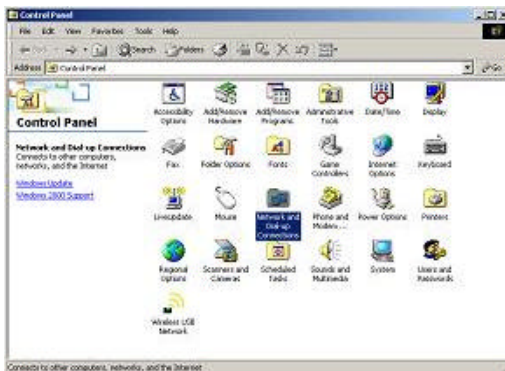 Control Panel
File Edit View Favorites Tools Help
Search Folders
Address Control Panel Go
Control Panel
Network and Dial-up Connections
Connects to other computers,
networks, and the Internet
Windows Update
Windows 2000 Support
Accessibility Options
Add/Remove Hardware
Add/Remove Programs
Administrative Tools
Date/Time
Display
Fax
Folder Options
Fonts
Game Controllers
Internet Options
Keyboard
LiveUpdate
Mouse
Network and Dial-up Connections
Phone and Modem ...
Power Options
Printers
Regional Options
Scanners and Cameras
Scheduled Tasks
Sounds and Multimedia
System
Users and Passwords
Wireless USB Network
Connects to other computers, networks, and the Internet